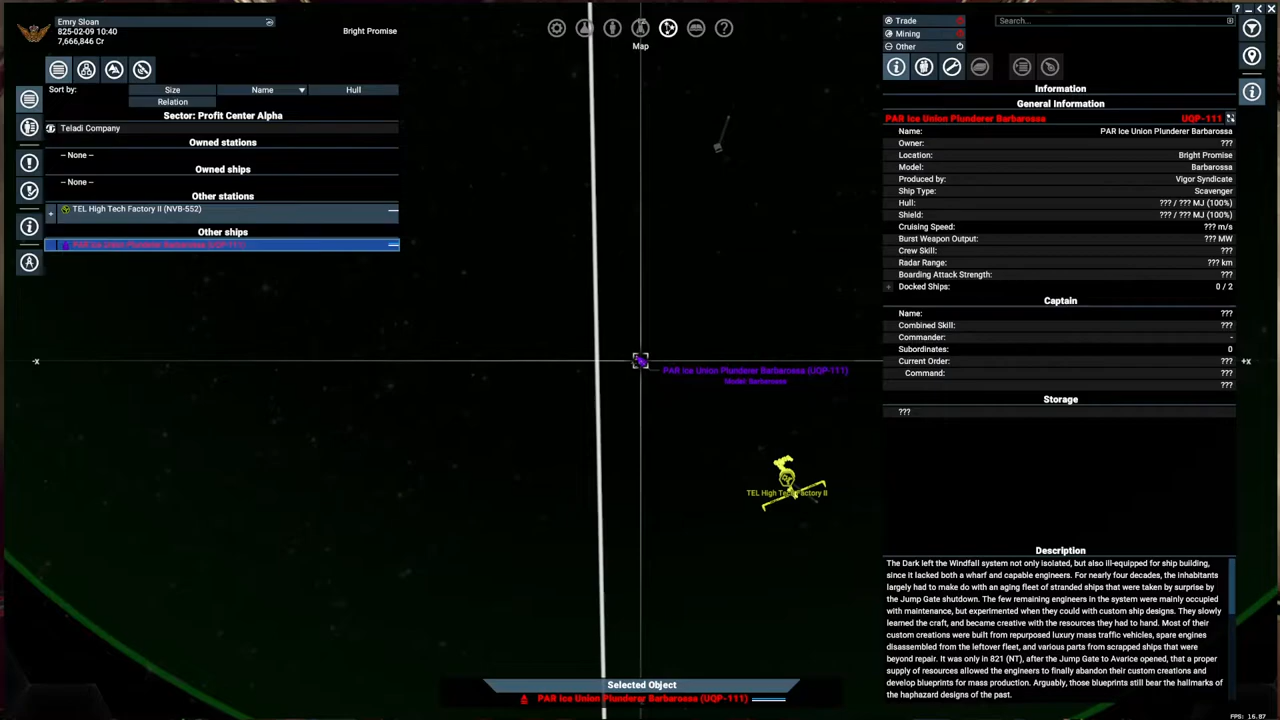 Emry Sloan
825-02-09 10:40
7,666,846 Cr
Bright Promise
Map
Sort by:
Size
Name
Hull
Relation
Sector: Profit Center Alpha
Teladi Company
Owned stations
-- None --
Owned ships
-- None --
Other stations
TEL High Tech Factory II (NVB-552)
Other ships
PAR Ice Union Plunderer Barbarossa (UQP-111)
-x
+x
PAR Ice Union Plunderer Barbarossa (UQP-111)
Model: Barbarossa
TEL High Tech Factory II
Selected Object
PAR Ice Union Plunderer Barbarossa (UQP-111)
Trade
Mining
Other
Search...
Information
General Information
PAR Ice Union Plunderer Barbarossa UQP-111
Name: PAR Ice Union Plunderer Barbarossa
Owner: ???
Location: Bright Promise
Model: Barbarossa
Produced by: Vigor Syndicate
Ship Type: Scavenger
Hull: ??? / ??? MJ (100%)
Shield: ??? / ??? MJ (100%)
Cruising Speed: ??? m/s
Burst Weapon Output: ??? MW
Crew Skill: ???
Radar Range: ??? km
Boarding Attack Strength: ???
+ Docked Ships: 0 / 2
Captain
Name: ???
Combined Skill: ???
Commander: -
Subordinates: 0
Current Order: ???
Command: ???
???
Storage
???
Description
The Dark left the Windfall system not only isolated, but also ill-equipped for ship building,
since it lacked both a wharf and capable engineers. For nearly four decades, the inhabitants
largely had to make do with an aging fleet of stranded ships that were taken by surprise by
the Jump Gate shutdown. The few remaining engineers in the system were mainly occupied
with maintenance, but experimented when they could with custom ship designs. They slowly
learned the craft, and became creative with the resources they had to hand. Most of their
custom creations were built from repurposed luxury mass traffic vehicles, spare engines
disassembled from the leftover fleet, and various parts from scrapped ships that were
beyond repair. It was only in 821 (NT), after the Jump Gate to Avarice opened, that a proper
supply of resources allowed the engineers to finally abandon their custom creations and
develop blueprints for mass production. Arguably, those blueprints still bear the hallmarks of
the haphazard designs of the past.
FPS: 16.87